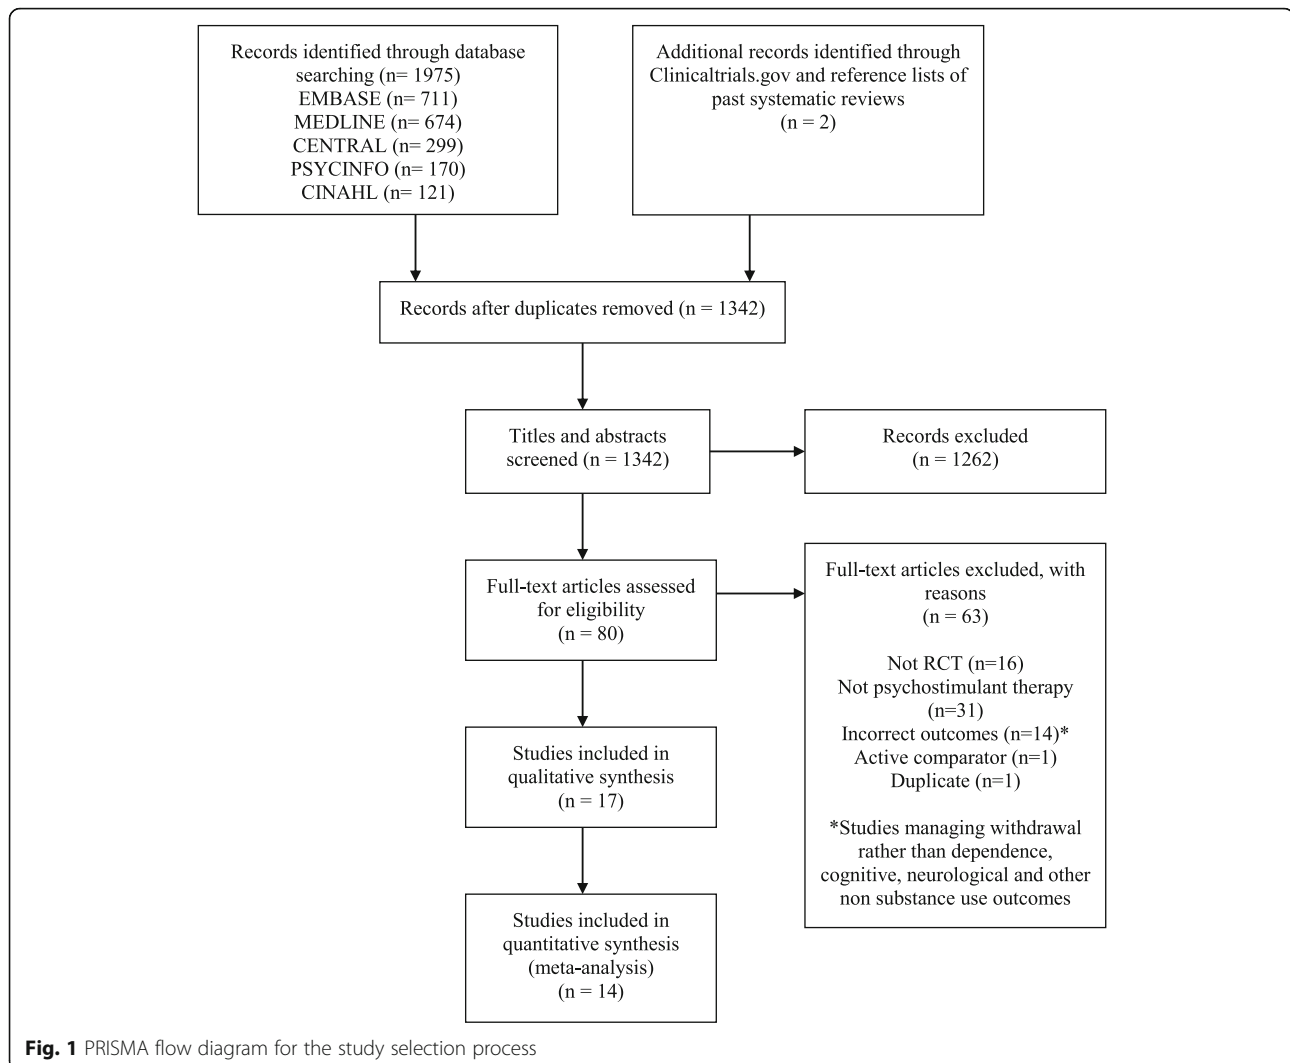 Records identified through database
searching (n= 1975)
EMBASE (n= 711)
MEDLINE (n= 674)
CENTRAL (n= 299)
PSYCINFO (n= 170)
CINAHL (n= 121)
Additional records identified through
Clinicaltrials.gov and reference lists of
past systematic reviews
(n = 2)
Records after duplicates removed (n = 1342)
Titles and abstracts
screened (n = 1342)
Records excluded
(n = 1262)
Full-text articles assessed
for eligibility
(n = 80)
Full-text articles excluded, with
reasons
(n = 63)
Not RCT (n=16)
Not psychostimulant therapy
(n=31)
Incorrect outcomes (n=14)*
Active comparator (n=1)
Duplicate (n=1)
*Studies managing withdrawal
rather than dependence,
cognitive, neurological and other
non substance use outcomes
Studies included in
qualitative synthesis
(n = 17)
Studies included in
quantitative synthesis
(meta-analysis)
(n = 14)
Fig. 1 PRISMA flow diagram for the study selection process